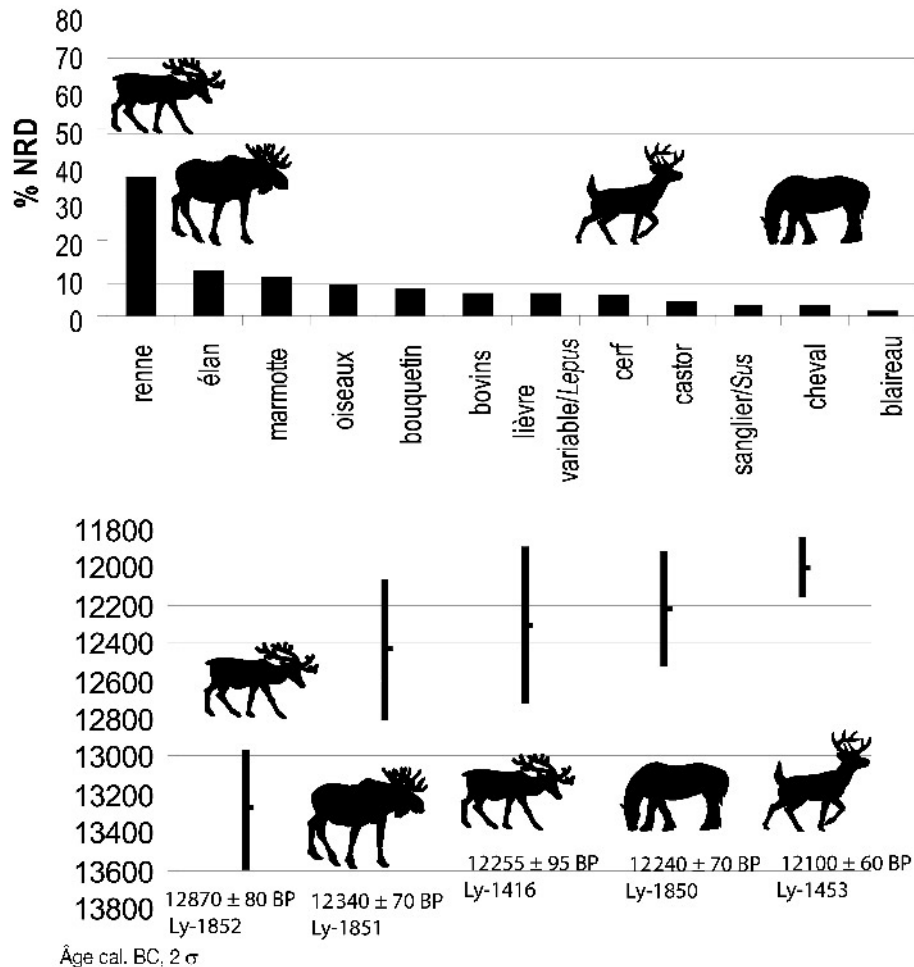 80
70
60
50
40
30
20
10
0
% NRD
renne
élan
marmotte
oiseaux
bouquetin
bovins
lièvre
variable/Lepus
cerf
castor
sanglier/Sus
cheval
blaireau
11800
12000
12200
12400
12600
12800
13000
13200
13400
13600
13800
12870 ± 80 BP
Ly-1852
12340 ± 70 BP
Ly-1851
12255 ± 95 BP
Ly-1416
12240 ± 70 BP
Ly-1850
12100 ± 60 BP
Ly-1453
Âge cal. BC, 2 σ